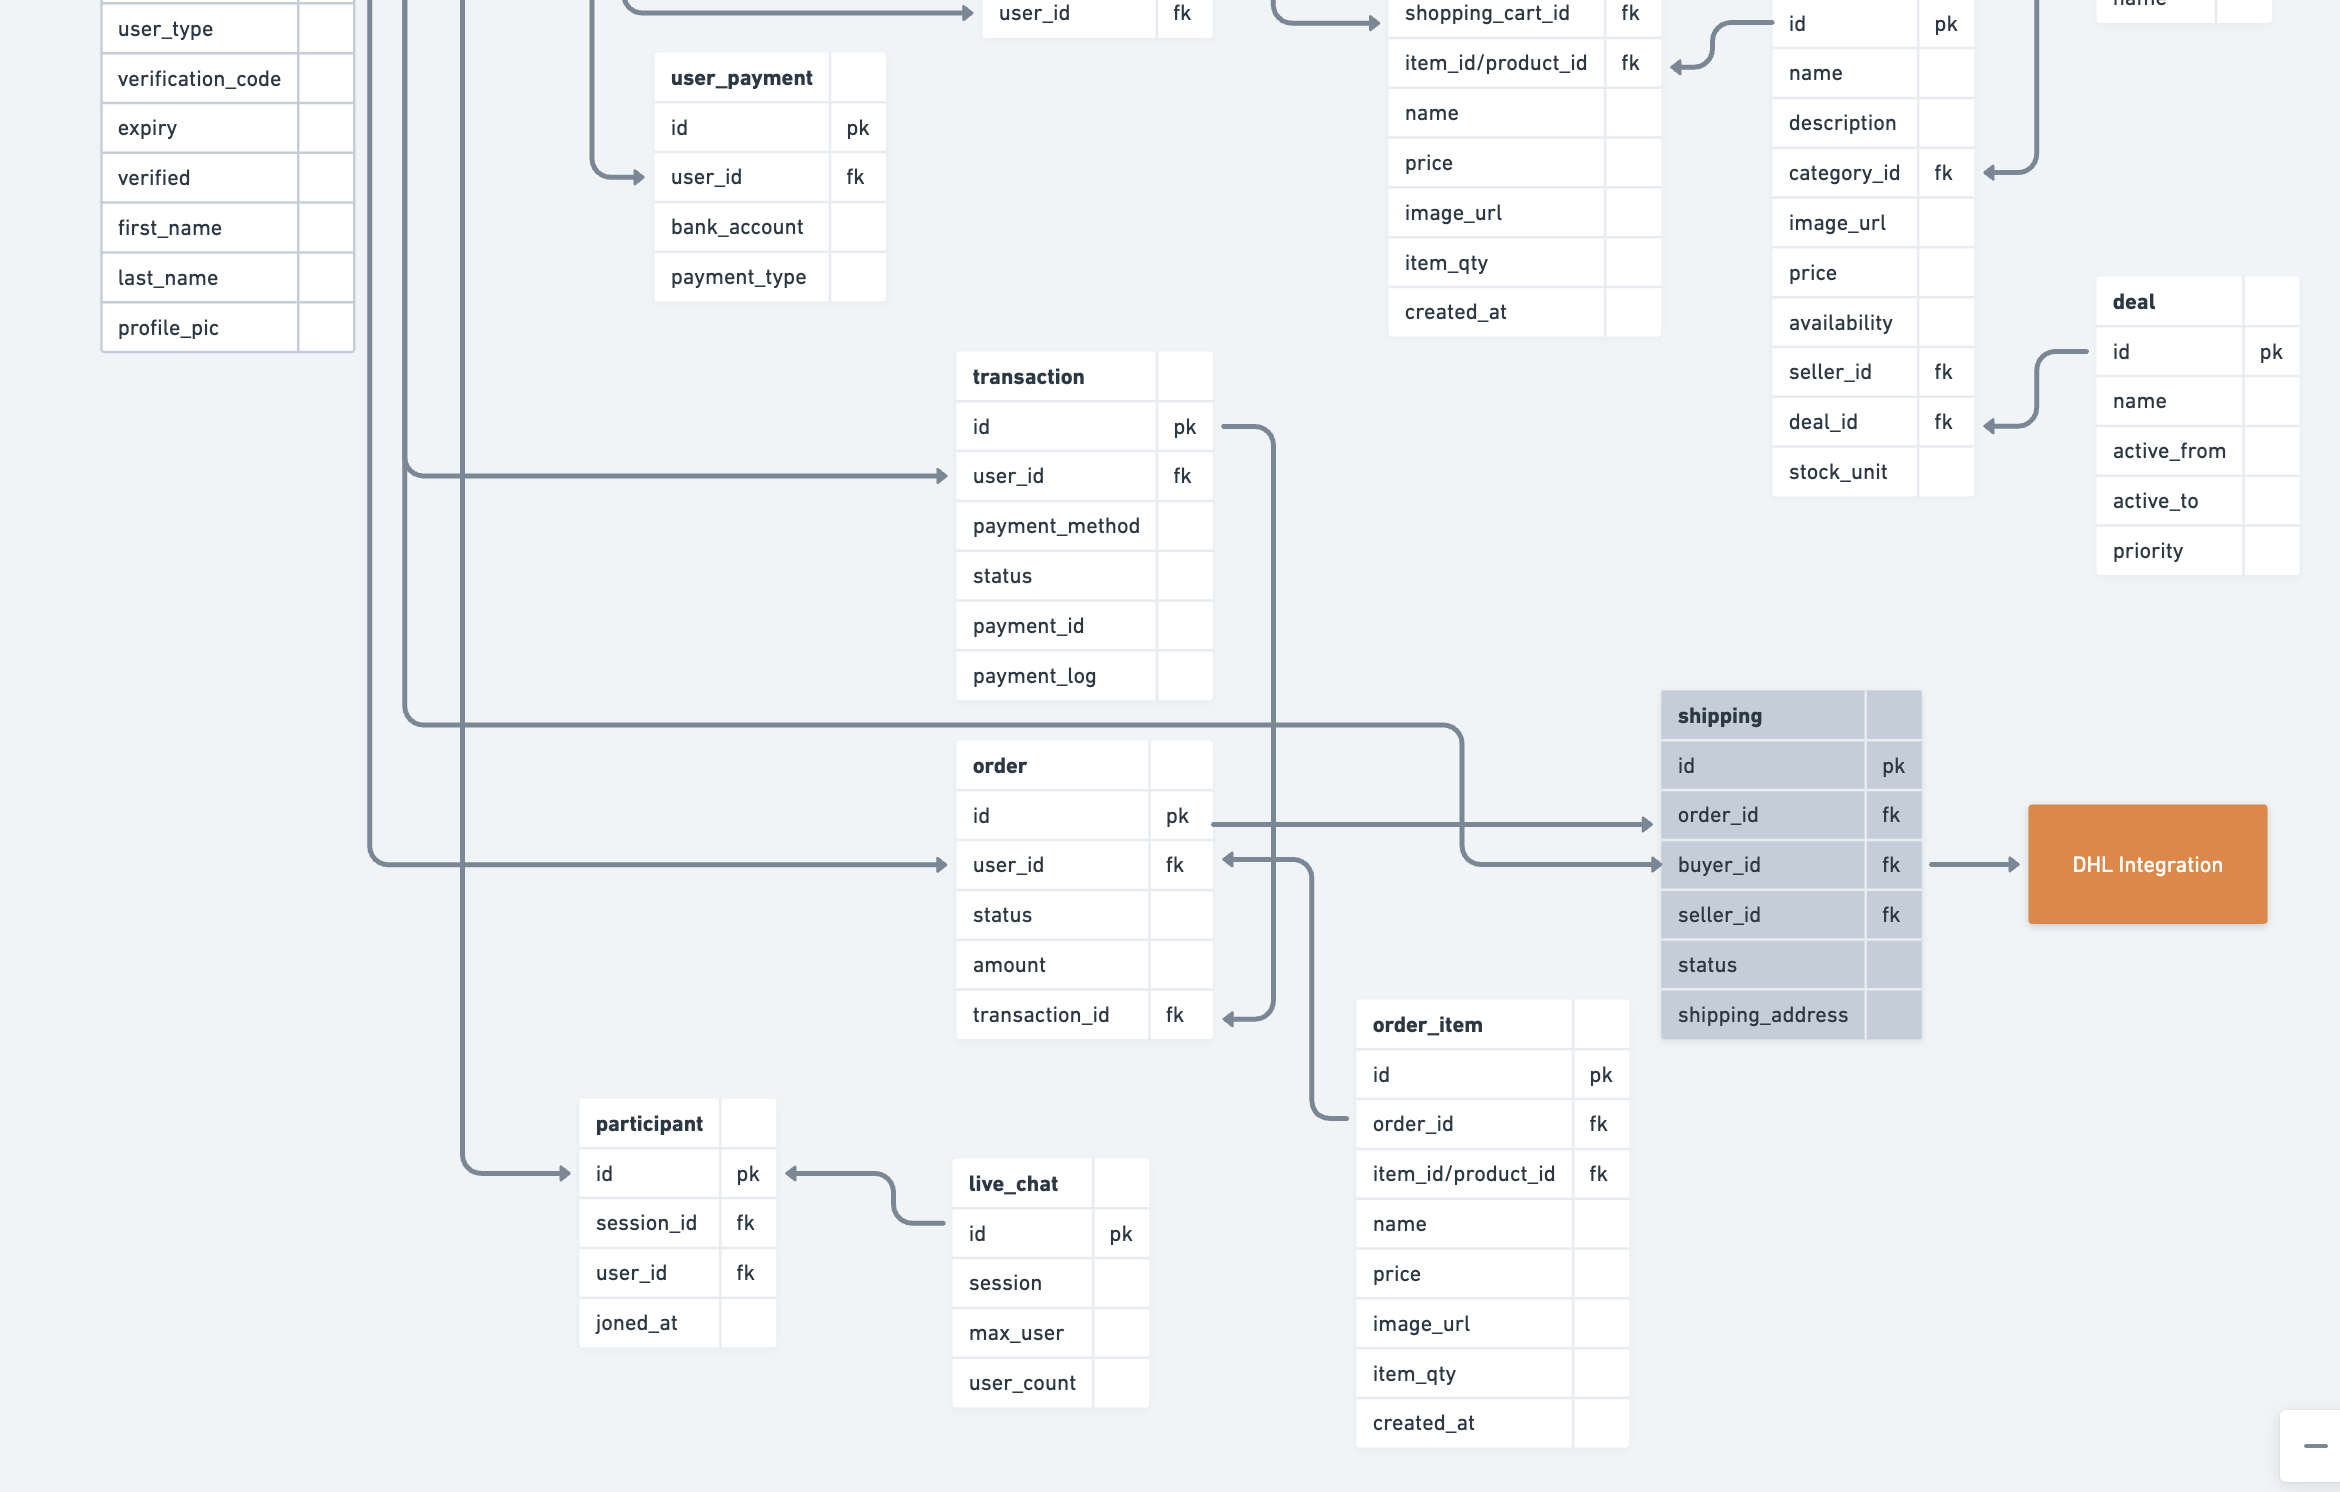 user_type
verification_code
expiry
verified
first_name
last_name
profile_pic
user_id fk
user_payment
id pk
user_id fk
bank_account
payment_type
shopping_cart_id fk
item_id/product_id fk
name
price
image_url
item_qty
created_at
id pk
name
description
category_id fk
image_url
price
availability
seller_id fk
deal_id fk
stock_unit
name
deal
id pk
name
active_from
active_to
priority
transaction
id pk
user_id fk
payment_method
status
payment_id
payment_log
order
id pk
user_id fk
status
amount
transaction_id fk
shipping
id pk
order_id fk
buyer_id fk
seller_id fk
status
shipping_address
DHL Integration
participant
id pk
session_id fk
user_id fk
joned_at
live_chat
id pk
session
max_user
user_count
order_item
id pk
order_id fk
item_id/product_id fk
name
price
image_url
item_qty
created_at